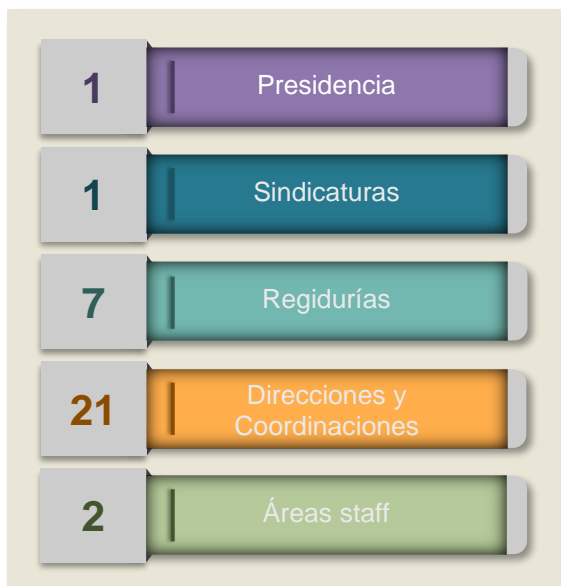 1
Presidencia
1
Sindicaturas
7
Regidurías
21
Direcciones y
Coordinaciones
2
Áreas staff